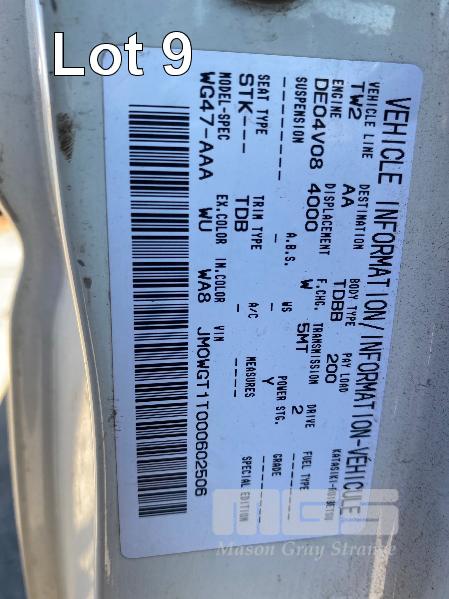 Lot 9
VEHICLE INFORMATION/INFORMATION-VÉHICULE
VEHICLE LINE DESTINATION BODY TYPE PAY LOAD
TW2 AA TDBB 200
ENGINE DISPLACEMENT F.CHG. TRANSMISSION DRIVE FUEL TYPE
DE04V08 4000 W 5MT 2
SUSPENSION A.B.S. WS POWER STG.
------- - -- Y
SEAT TYPE TRIM TYPE A/C MEASURES SPECIAL EDITION
STK--- TDB ----
MODEL-SPEC EX.COLOR IN.COLOR VIN
WG47-AAA WU WA8 JM0WGT1T000602506
MGS
Mason Gray Strange